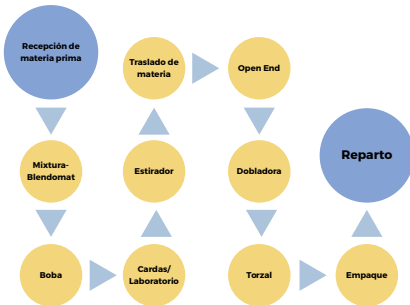 Recepción de
materia prima
Mixtura-
Blendomat
Boba
Cardas/
Laboratorio
Estirador
Traslado de
materia
Open End
Dobladora
Torzal
Empaque
Reparto